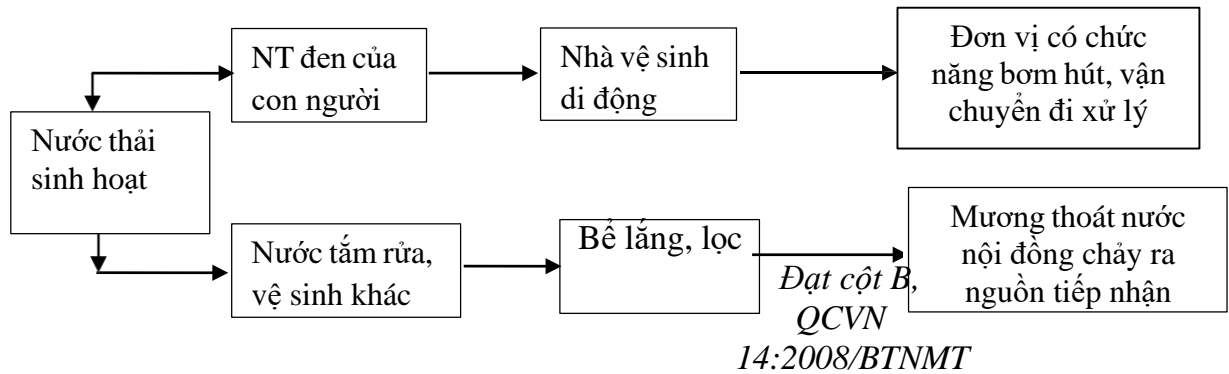 Nước thải
sinh hoạt
NT đen của
con người
Nhà vệ sinh
di động
Đơn vị có chức
năng bơm hút, vận
chuyển đi xử lý
Nước tắm rửa,
vệ sinh khác
Bể lắng, lọc
Đạt cột B,
QCVN
14:2008/BTNMT
Mương thoát nước
nội đồng chảy ra
nguồn tiếp nhận